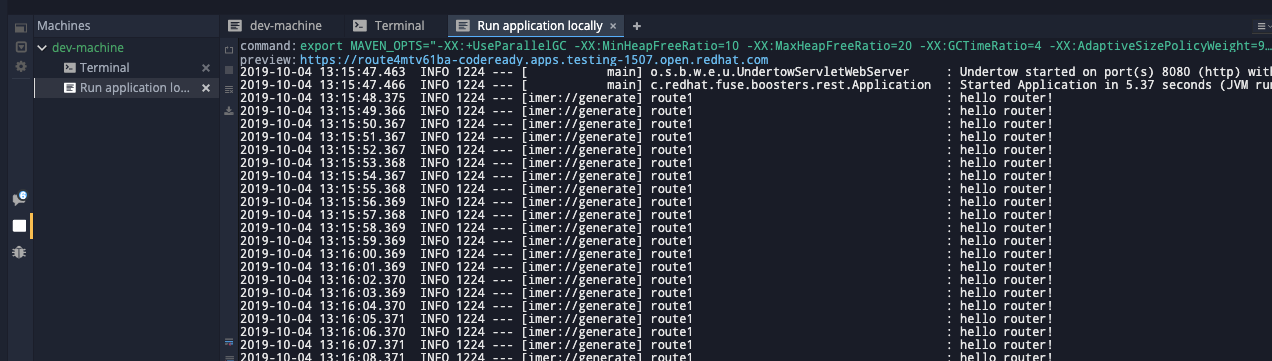 Machines
dev-machine
Terminal
Run application lo...
dev-machine
Terminal
Run application locally
command: export MAVEN_OPTS="-XX:+UseParallelGC -XX:MinHeapFreeRatio=10 -XX:MaxHeapFreeRatio=20 -XX:GCTimeRatio=4 -XX:AdaptiveSizePolicyWeight=9...
preview: https://route4mtv61ba-codeready.apps.testing-1507.open.redhat.com
2019-10-04 13:15:47.463 INFO 1224 --- [ main] o.s.b.w.e.u.UndertowServletWebServer : Undertow started on port(s) 8080 (http) with
2019-10-04 13:15:47.466 INFO 1224 --- [ main] c.redhat.fuse.boosters.rest.Application : Started Application in 5.37 seconds (JVM run
2019-10-04 13:15:48.375 INFO 1224 --- [imer://generate] route1 : hello router!
2019-10-04 13:15:49.366 INFO 1224 --- [imer://generate] route1 : hello router!
2019-10-04 13:15:50.367 INFO 1224 --- [imer://generate] route1 : hello router!
2019-10-04 13:15:51.367 INFO 1224 --- [imer://generate] route1 : hello router!
2019-10-04 13:15:52.367 INFO 1224 --- [imer://generate] route1 : hello router!
2019-10-04 13:15:53.368 INFO 1224 --- [imer://generate] route1 : hello router!
2019-10-04 13:15:54.367 INFO 1224 --- [imer://generate] route1 : hello router!
2019-10-04 13:15:55.368 INFO 1224 --- [imer://generate] route1 : hello router!
2019-10-04 13:15:56.369 INFO 1224 --- [imer://generate] route1 : hello router!
2019-10-04 13:15:57.368 INFO 1224 --- [imer://generate] route1 : hello router!
2019-10-04 13:15:58.369 INFO 1224 --- [imer://generate] route1 : hello router!
2019-10-04 13:15:59.369 INFO 1224 --- [imer://generate] route1 : hello router!
2019-10-04 13:16:00.369 INFO 1224 --- [imer://generate] route1 : hello router!
2019-10-04 13:16:01.369 INFO 1224 --- [imer://generate] route1 : hello router!
2019-10-04 13:16:02.370 INFO 1224 --- [imer://generate] route1 : hello router!
2019-10-04 13:16:03.369 INFO 1224 --- [imer://generate] route1 : hello router!
2019-10-04 13:16:04.370 INFO 1224 --- [imer://generate] route1 : hello router!
2019-10-04 13:16:05.371 INFO 1224 --- [imer://generate] route1 : hello router!
2019-10-04 13:16:06.370 INFO 1224 --- [imer://generate] route1 : hello router!
2019-10-04 13:16:07.371 INFO 1224 --- [imer://generate] route1 : hello router!
2019-10-04 13:16:08.371 INFO 1224 --- [imer://generate] route1 : hello router!